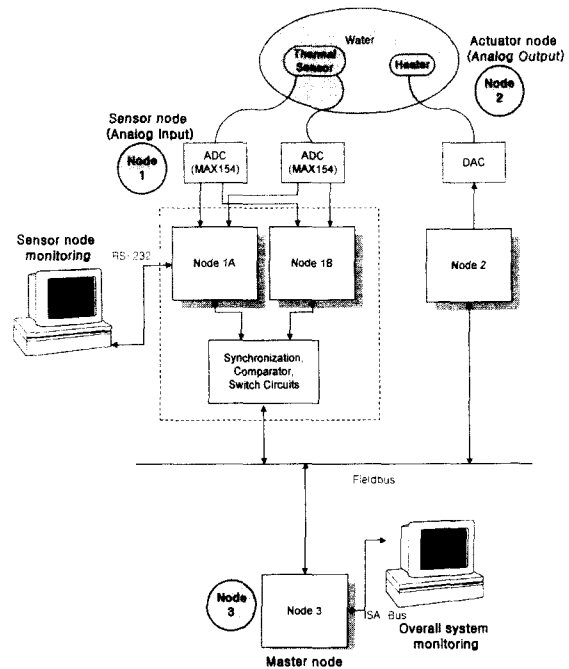 Water
Thermal
Sensor
Heater
Actuator node
(Analog Output)
Node
2
Sensor node
(Analog Input)
Node
1
ADC
(MAX154)
ADC
(MAX154)
DAC
Sensor node
monitoring
RS-232
Node 1A
Node 1B
Node 2
Synchronization,
Comparator,
Switch Circuits
Fieldbus
Node
3
Node 3
ISA Bus
Master node
Overall system
monitoring